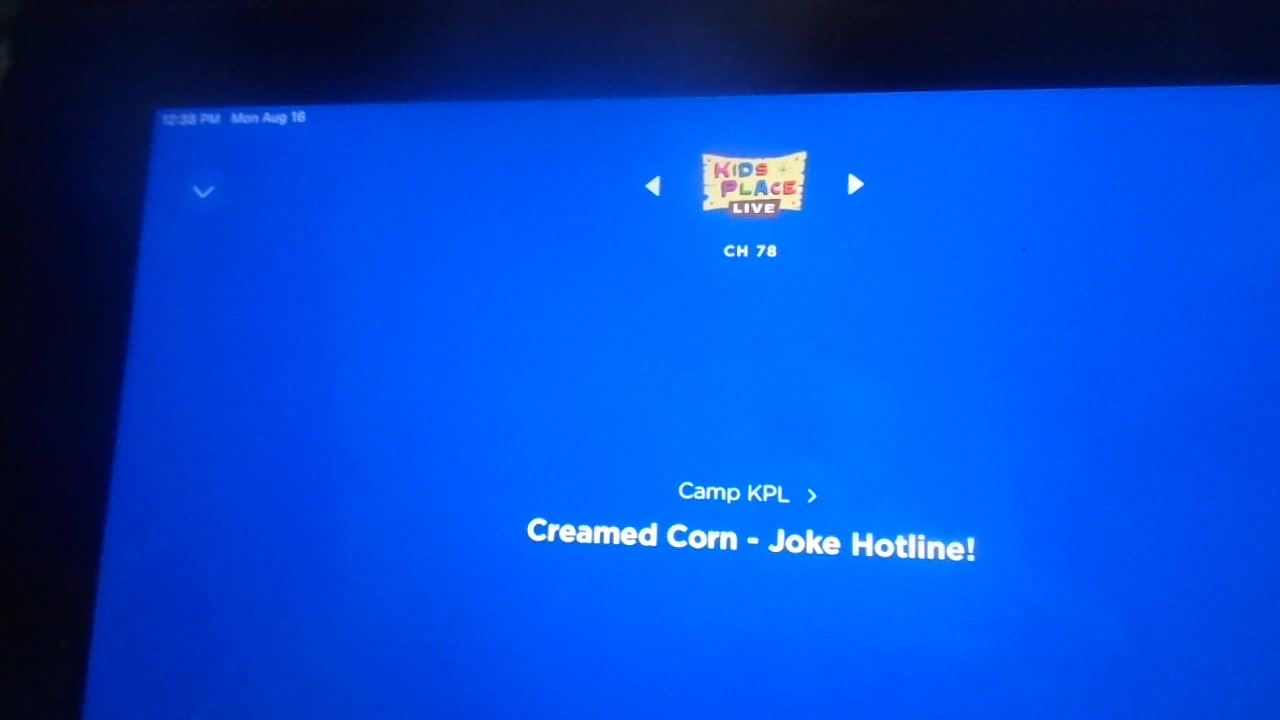 12:38 PM Mon Aug 16
KIDS
PLACE
LIVE
CH 78
Camp KPL >
Creamed Corn - Joke Hotline!